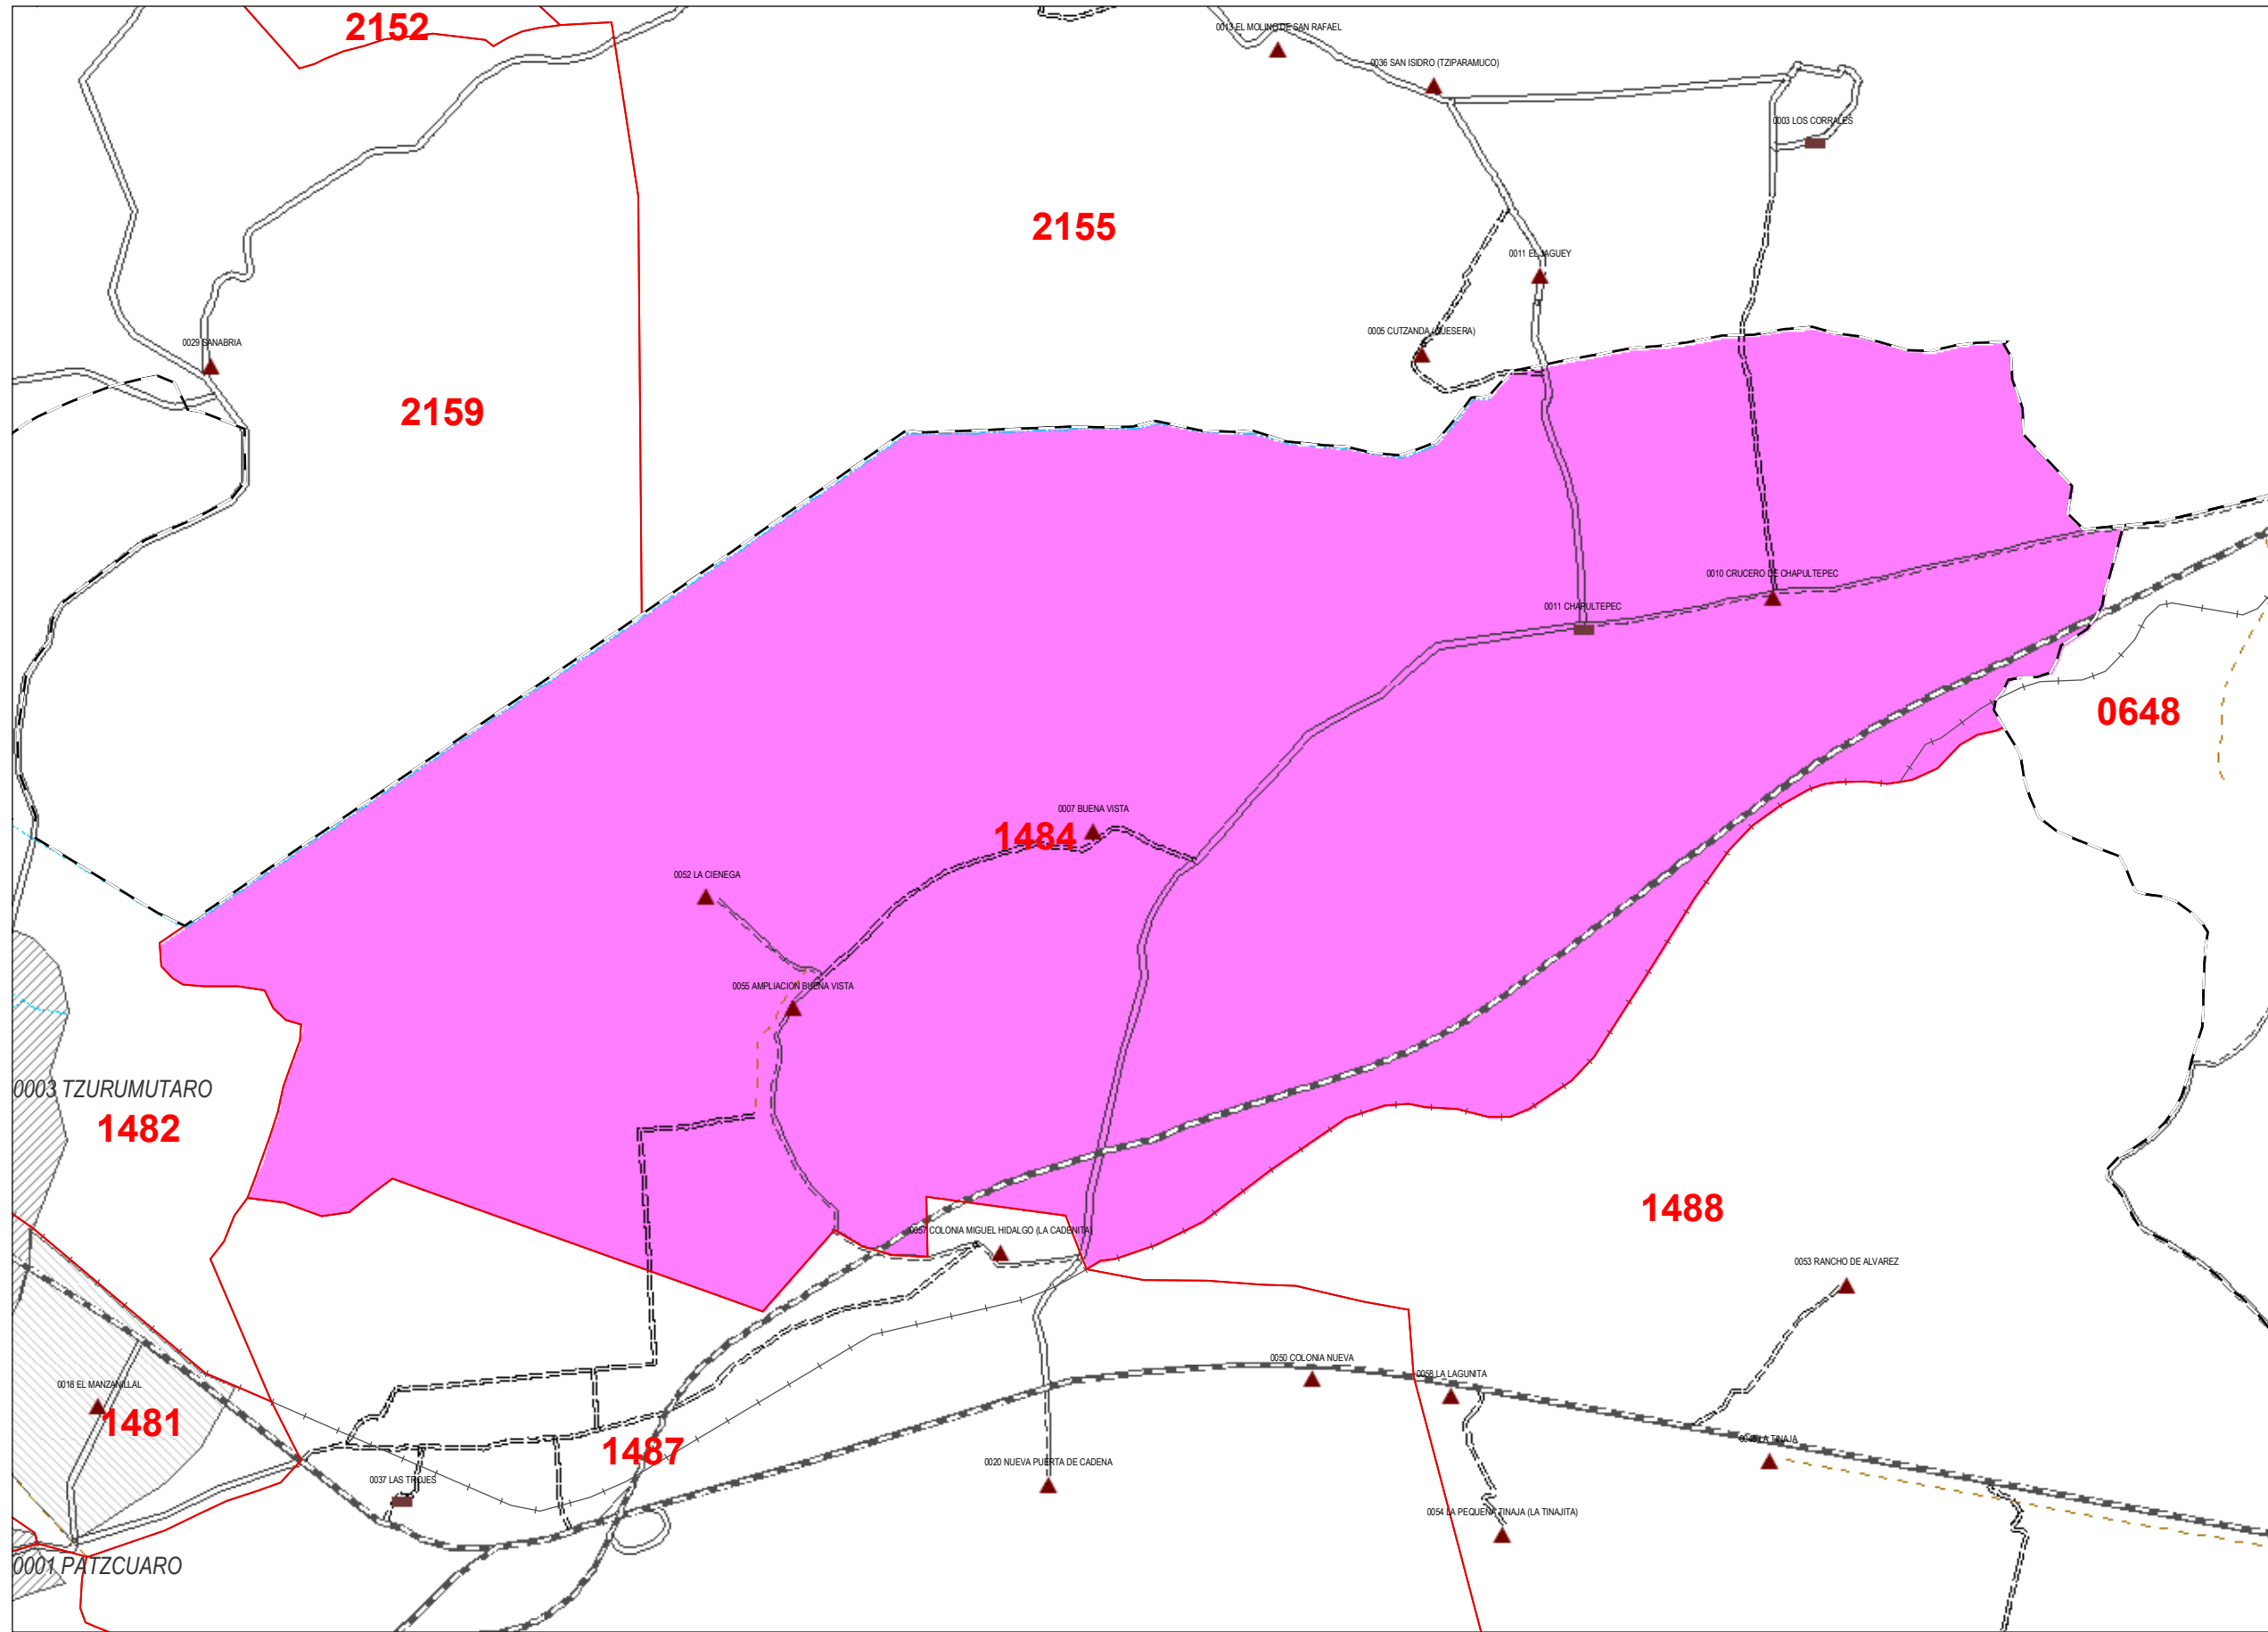 2152
0013 EL MOLINO DE SAN RAFAEL
0036 SAN ISIDRO (TZIPARAMUCO)
0003 LOS CORRALES
2155
0011 EL JAGUEY
0005 CUTZANDA (QUESERA)
0029 SANABRIA
2159
0010 CRUCERO DE CHAPULTEPEC
0011 CHAPULTEPEC
0648
0007 BUENA VISTA
1484
0052 LA CIENEGA
0055 AMPLIACION BUENA VISTA
0003 TZURUMUTARO
1482
1488
0057 COLONIA MIGUEL HIDALGO (LA CADENITA)
0053 RANCHO DE ALVAREZ
0050 COLONIA NUEVA
0058 LA LAGUNITA
0018 EL MANZANILLAL
1481
1487
0048 LA TINAJA
0020 NUEVA PUERTA DE CADENA
0037 LAS TROJES
0054 LA PEQUEÑA TINAJA (LA TINAJITA)
0001 PATZCUARO